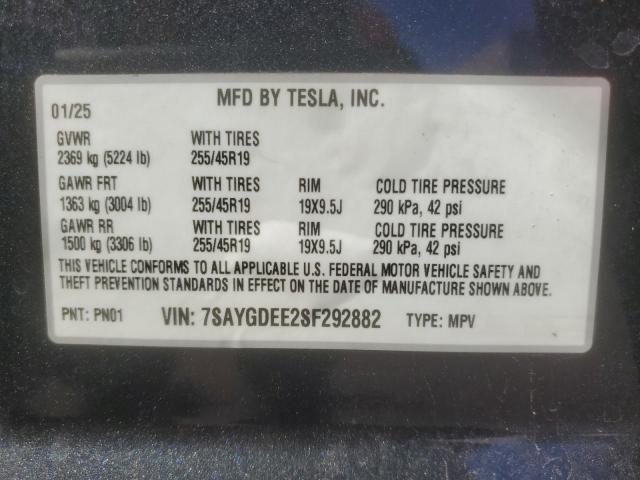 MFD BY TESLA, INC.
01/25
GVWR WITH TIRES
2369 kg (5224 lb) 255/45R19
GAWR FRT WITH TIRES RIM COLD TIRE PRESSURE
1363 kg (3004 lb) 255/45R19 19X9.5J 290 kPa, 42 psi
GAWR RR WITH TIRES RIM COLD TIRE PRESSURE
1500 kg (3306 lb) 255/45R19 19X9.5J 290 kPa, 42 psi
THIS VEHICLE CONFORMS TO ALL APPLICABLE U.S. FEDERAL MOTOR VEHICLE SAFETY AND
THEFT PREVENTION STANDARDS IN EFFECT ON THE DATE OF MANUFACTURE SHOWN ABOVE.
PNT: PN01 VIN: 7SAYGDEE2SF292882 TYPE: MPV